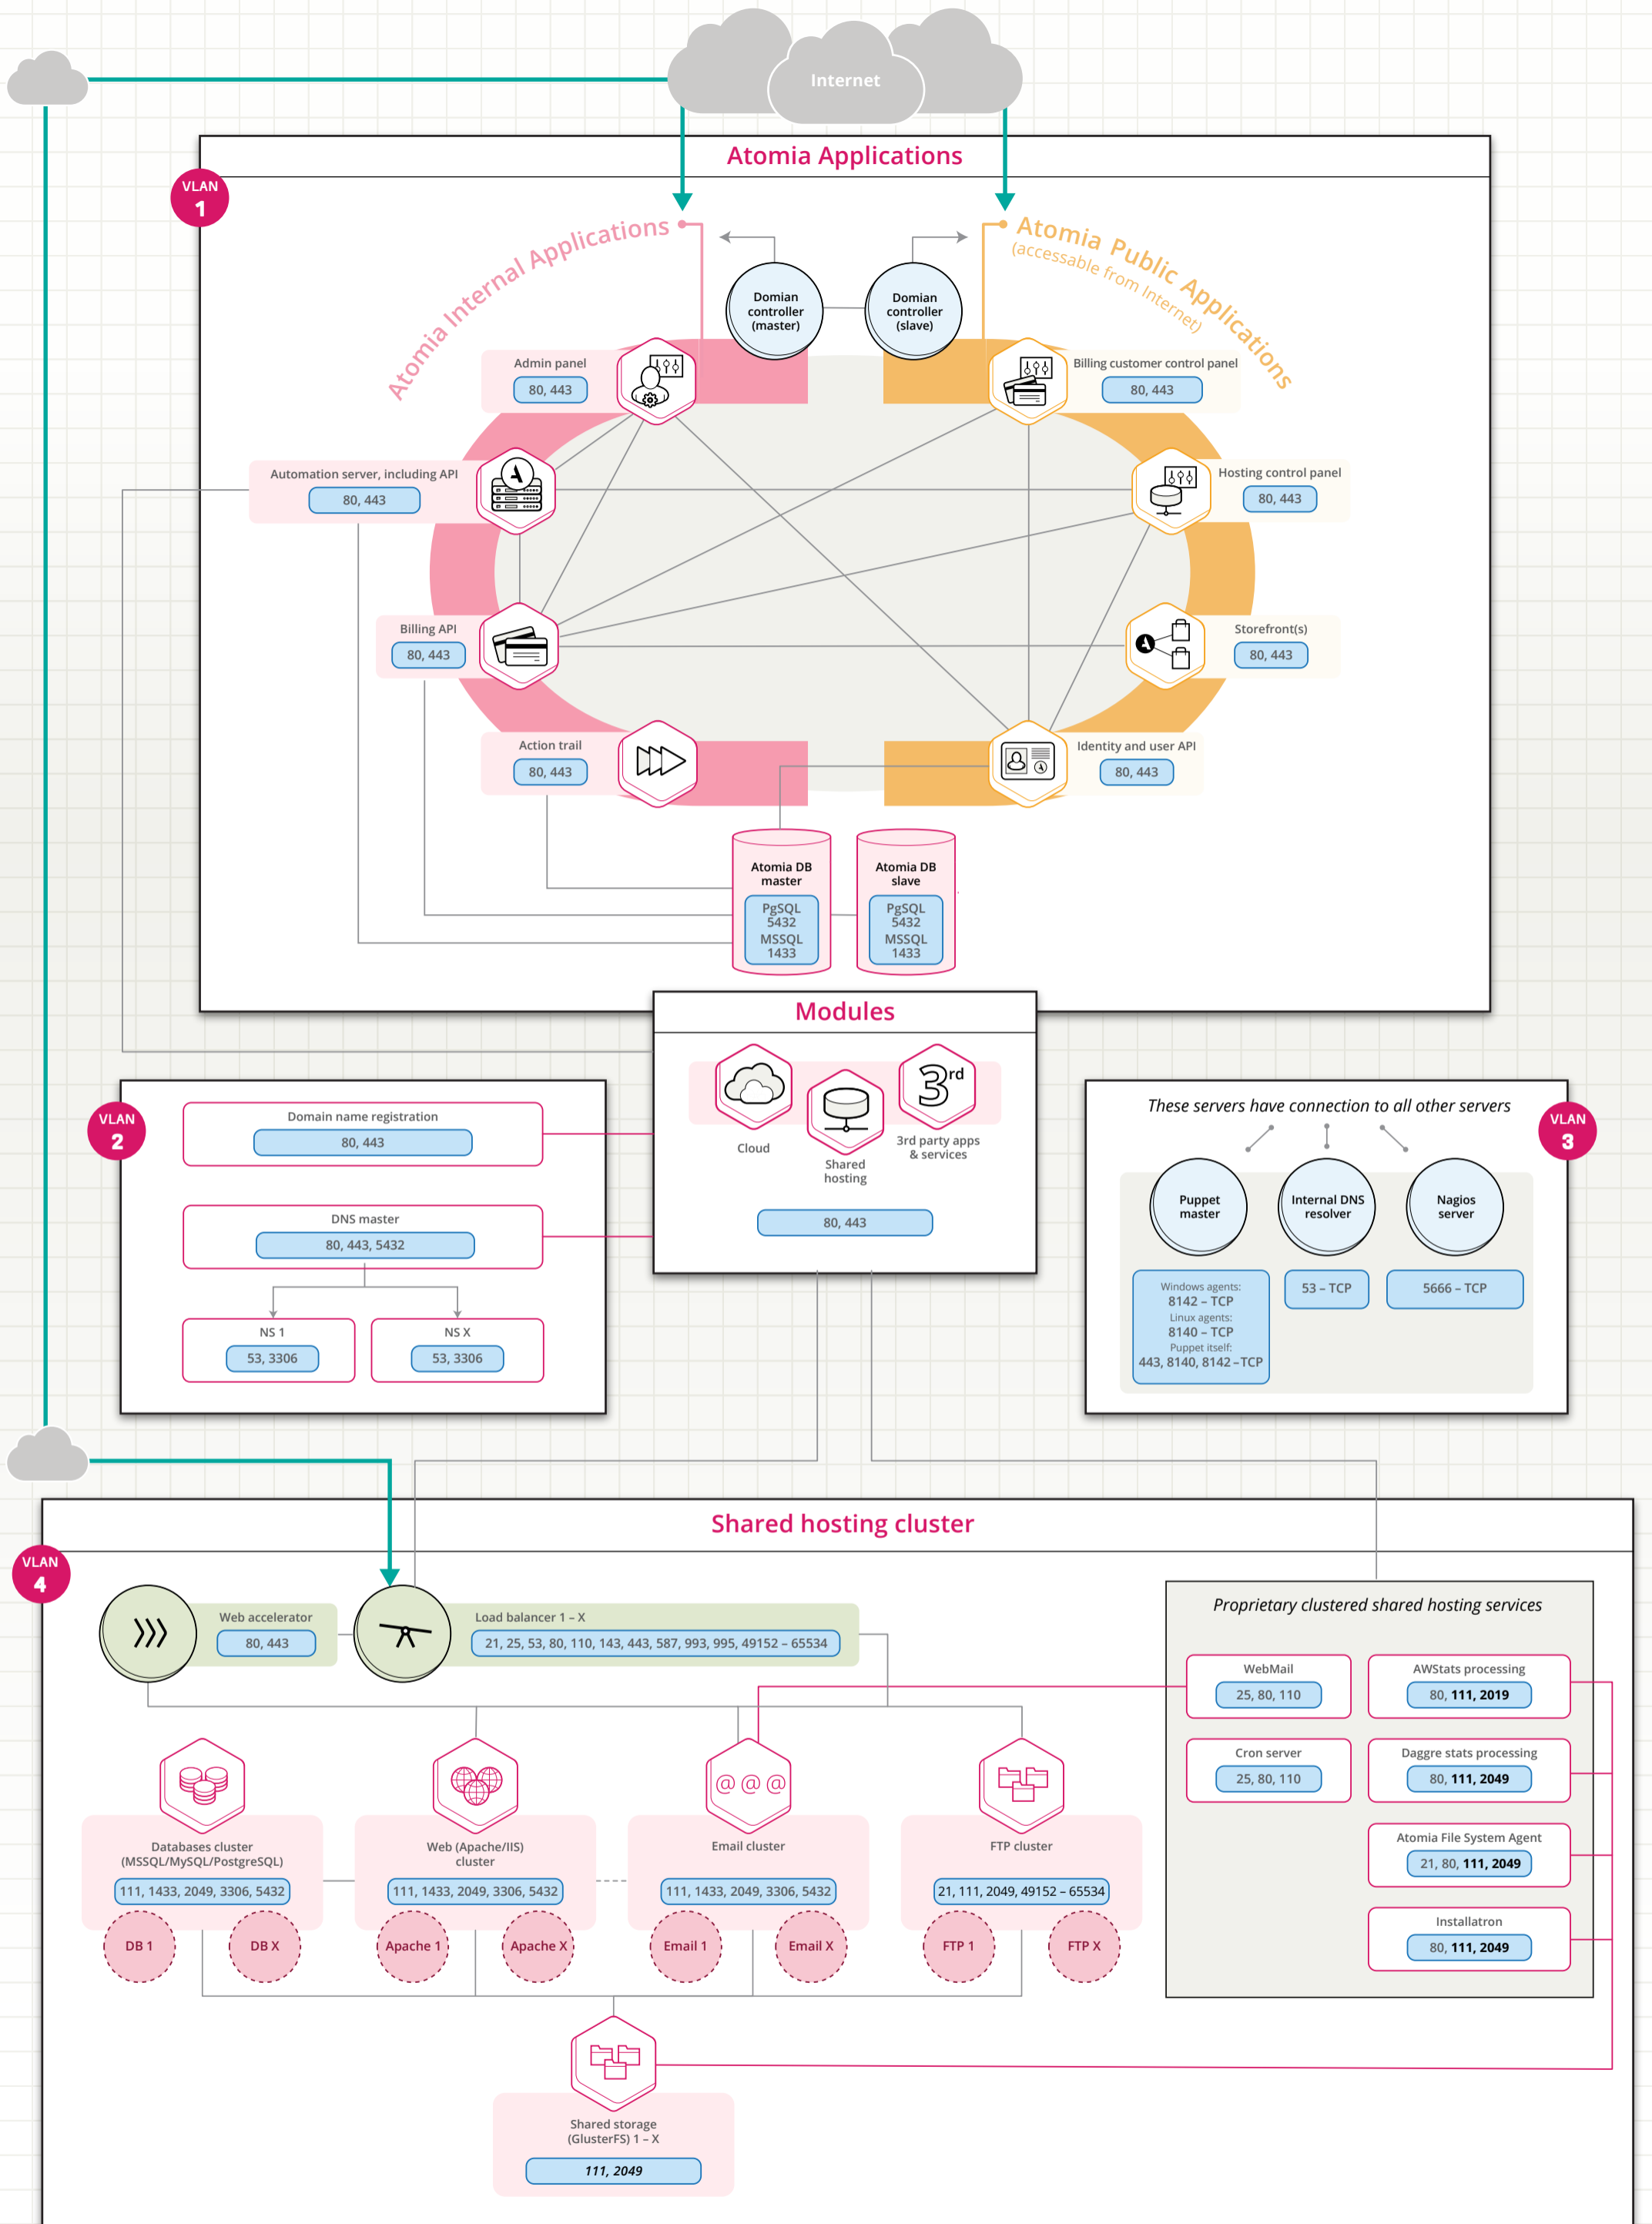 Internet
Atomia Applications
VLAN
1
Atomia Internal Applications
Atomia Public Applications
(accessable from Internet)
Domian
controller
(master)
Domian
controller
(slave)
Admin panel
80, 443
Billing customer control panel
80, 443
Automation server, including API
80, 443
Hosting control panel
80, 443
Billing API
80, 443
Storefront(s)
80, 443
Action trail
80, 443
Identity and user API
80, 443
Atomia DB
master
PgSQL
5432
MSSQL
1433
Atomia DB
slave
PgSQL
5432
MSSQL
1433
Modules
3rd
Cloud
Shared
hosting
3rd party apps
& services
80, 443
VLAN
2
Domain name registration
80, 443
DNS master
80, 443, 5432
NS 1
53, 3306
NS X
53, 3306
These servers have connection to all other servers
VLAN
3
Puppet
master
Internal DNS
resolver
Nagios
server
Windows agents:
8142 – TCP
Linux agents:
8140 – TCP
Puppet itself:
443, 8140, 8142 –TCP
53 – TCP
5666 – TCP
Shared hosting cluster
VLAN
4
Web accelerator
80, 443
Load balancer 1 – X
21, 25, 53, 80, 110, 143, 443, 587, 993, 995, 49152 – 65534
Proprietary clustered shared hosting services
WebMail
25, 80, 110
AWStats processing
80, 111, 2019
Cron server
25, 80, 110
Daggre stats processing
80, 111, 2049
Atomia File System Agent
21, 80, 111, 2049
Installatron
80, 111, 2049
@ @ @
Databases cluster
(MSSQL/MySQL/PostgreSQL)
111, 1433, 2049, 3306, 5432
DB 1
DB X
Web (Apache/IIS)
cluster
111, 1433, 2049, 3306, 5432
Apache 1
Apache X
Email cluster
111, 1433, 2049, 3306, 5432
Email 1
Email X
FTP cluster
21, 111, 2049, 49152 – 65534
FTP 1
FTP X
Shared storage
(GlusterFS) 1 – X
111, 2049